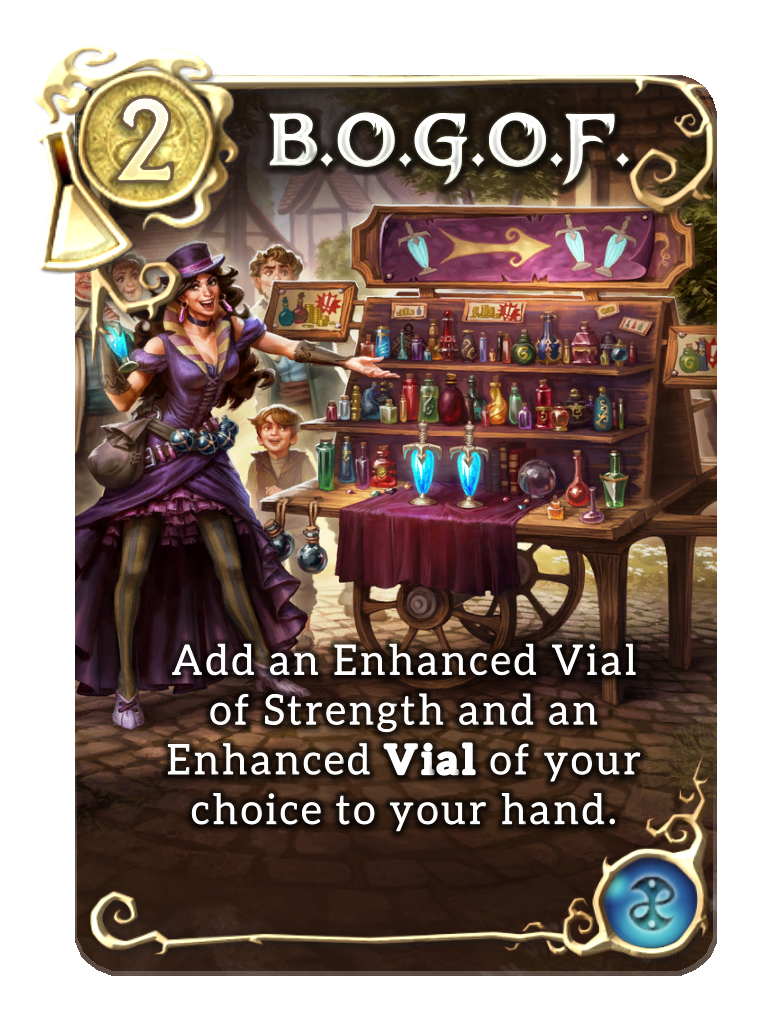 2
B.O.G.O.F.
Add an Enhanced Vial
of Strength and an
Enhanced Vial of your
choice to your hand.